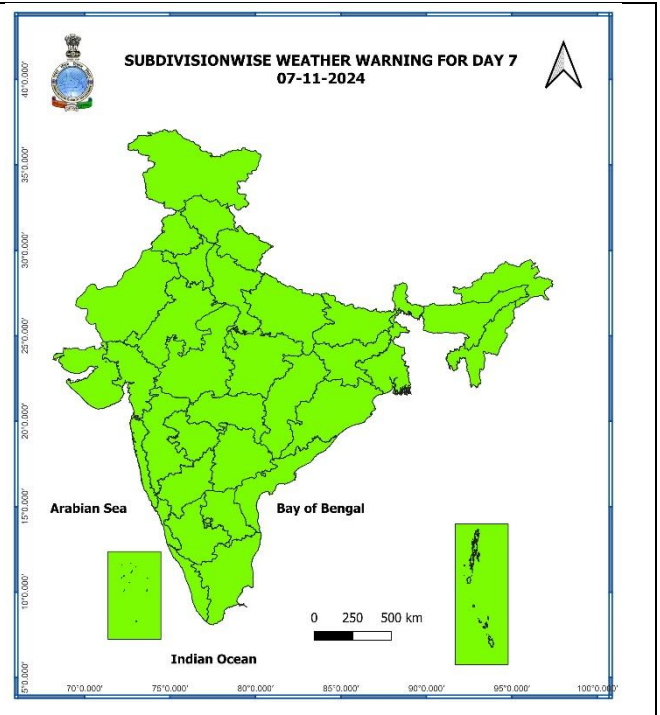 SUBDIVISIONWISE WEATHER WARNING FOR DAY 7
07-11-2024
40°0.000'
35°0.000'
30°0.000'
25°0.000'
20°0.000'
15°0.000'
10°0.000'
5°0.000'
Arabian Sea
Bay of Bengal
0 250 500 km
Indian Ocean
70°0.000' 75°0.000' 80°0.000' 85°0.000' 90°0.000' 95°0.000' 100°0.000'